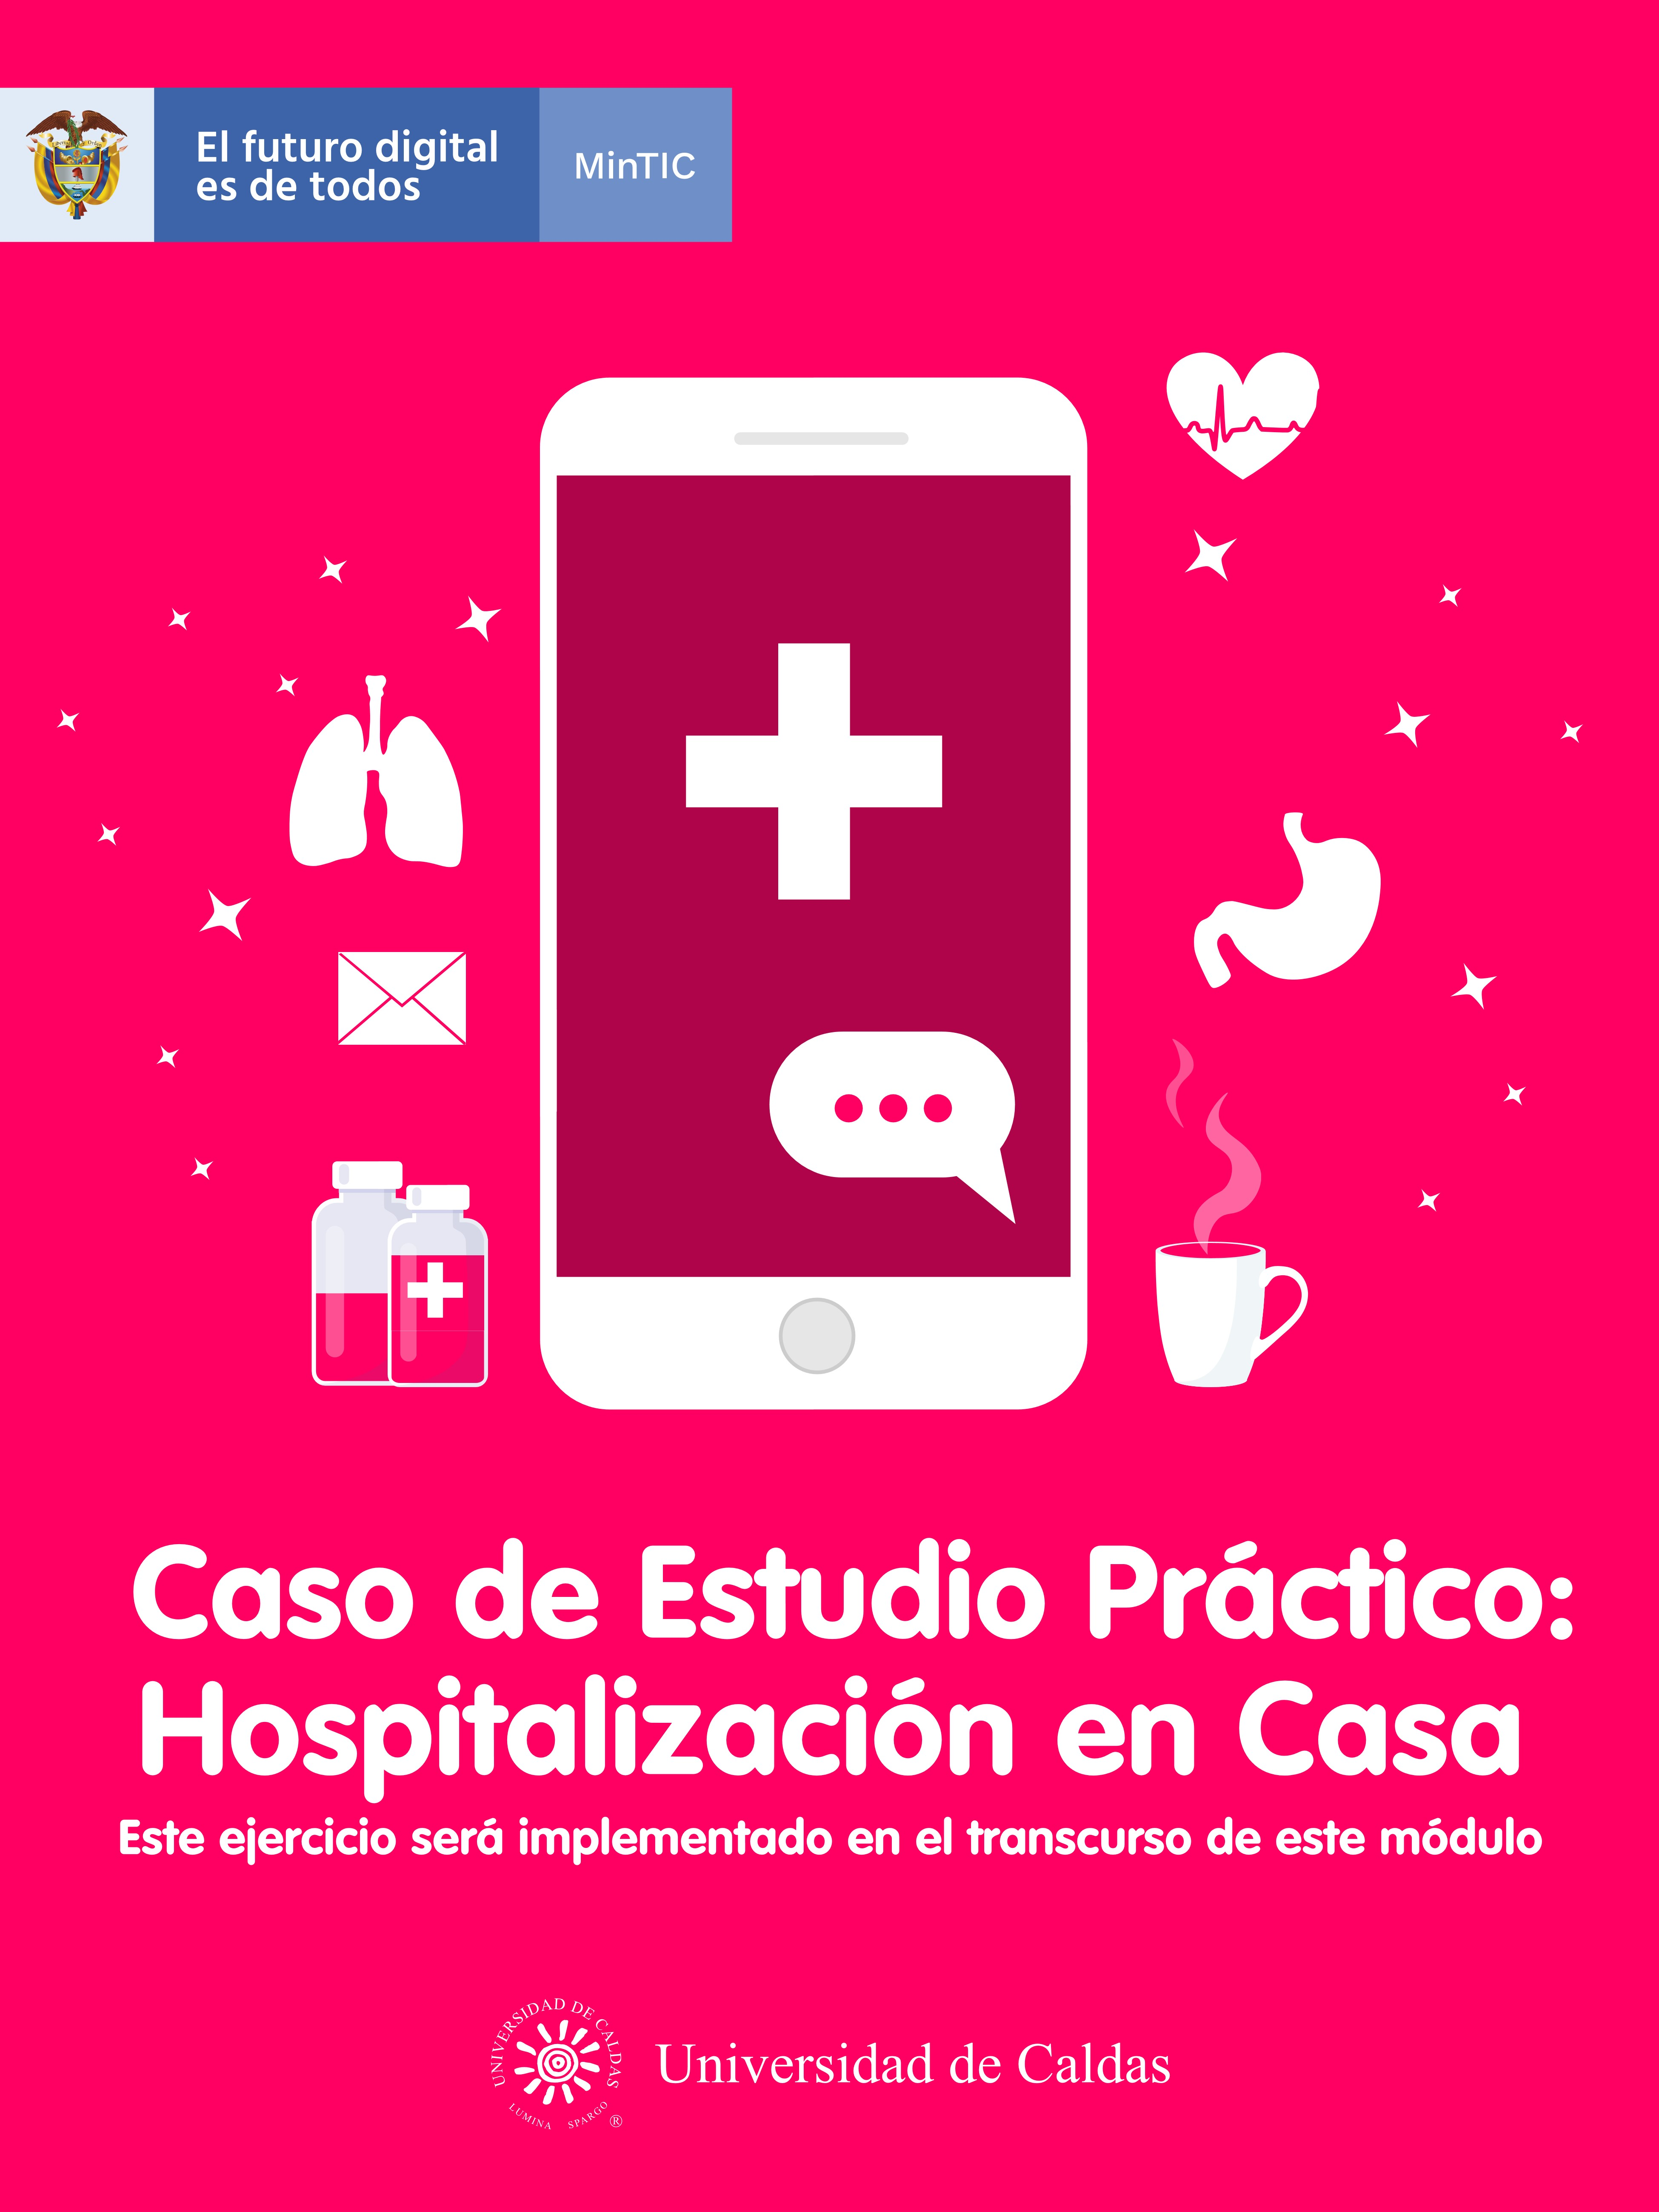 El futuro digital
es de todos
MinTIC
Caso de Estudio Práctico:
Hospitalización en Casa
Este ejercicio será implementado en el transcurso de este módulo
UNIVERSIDAD DE CALDAS
LUMINA SPARGO
®
Universidad de Caldas